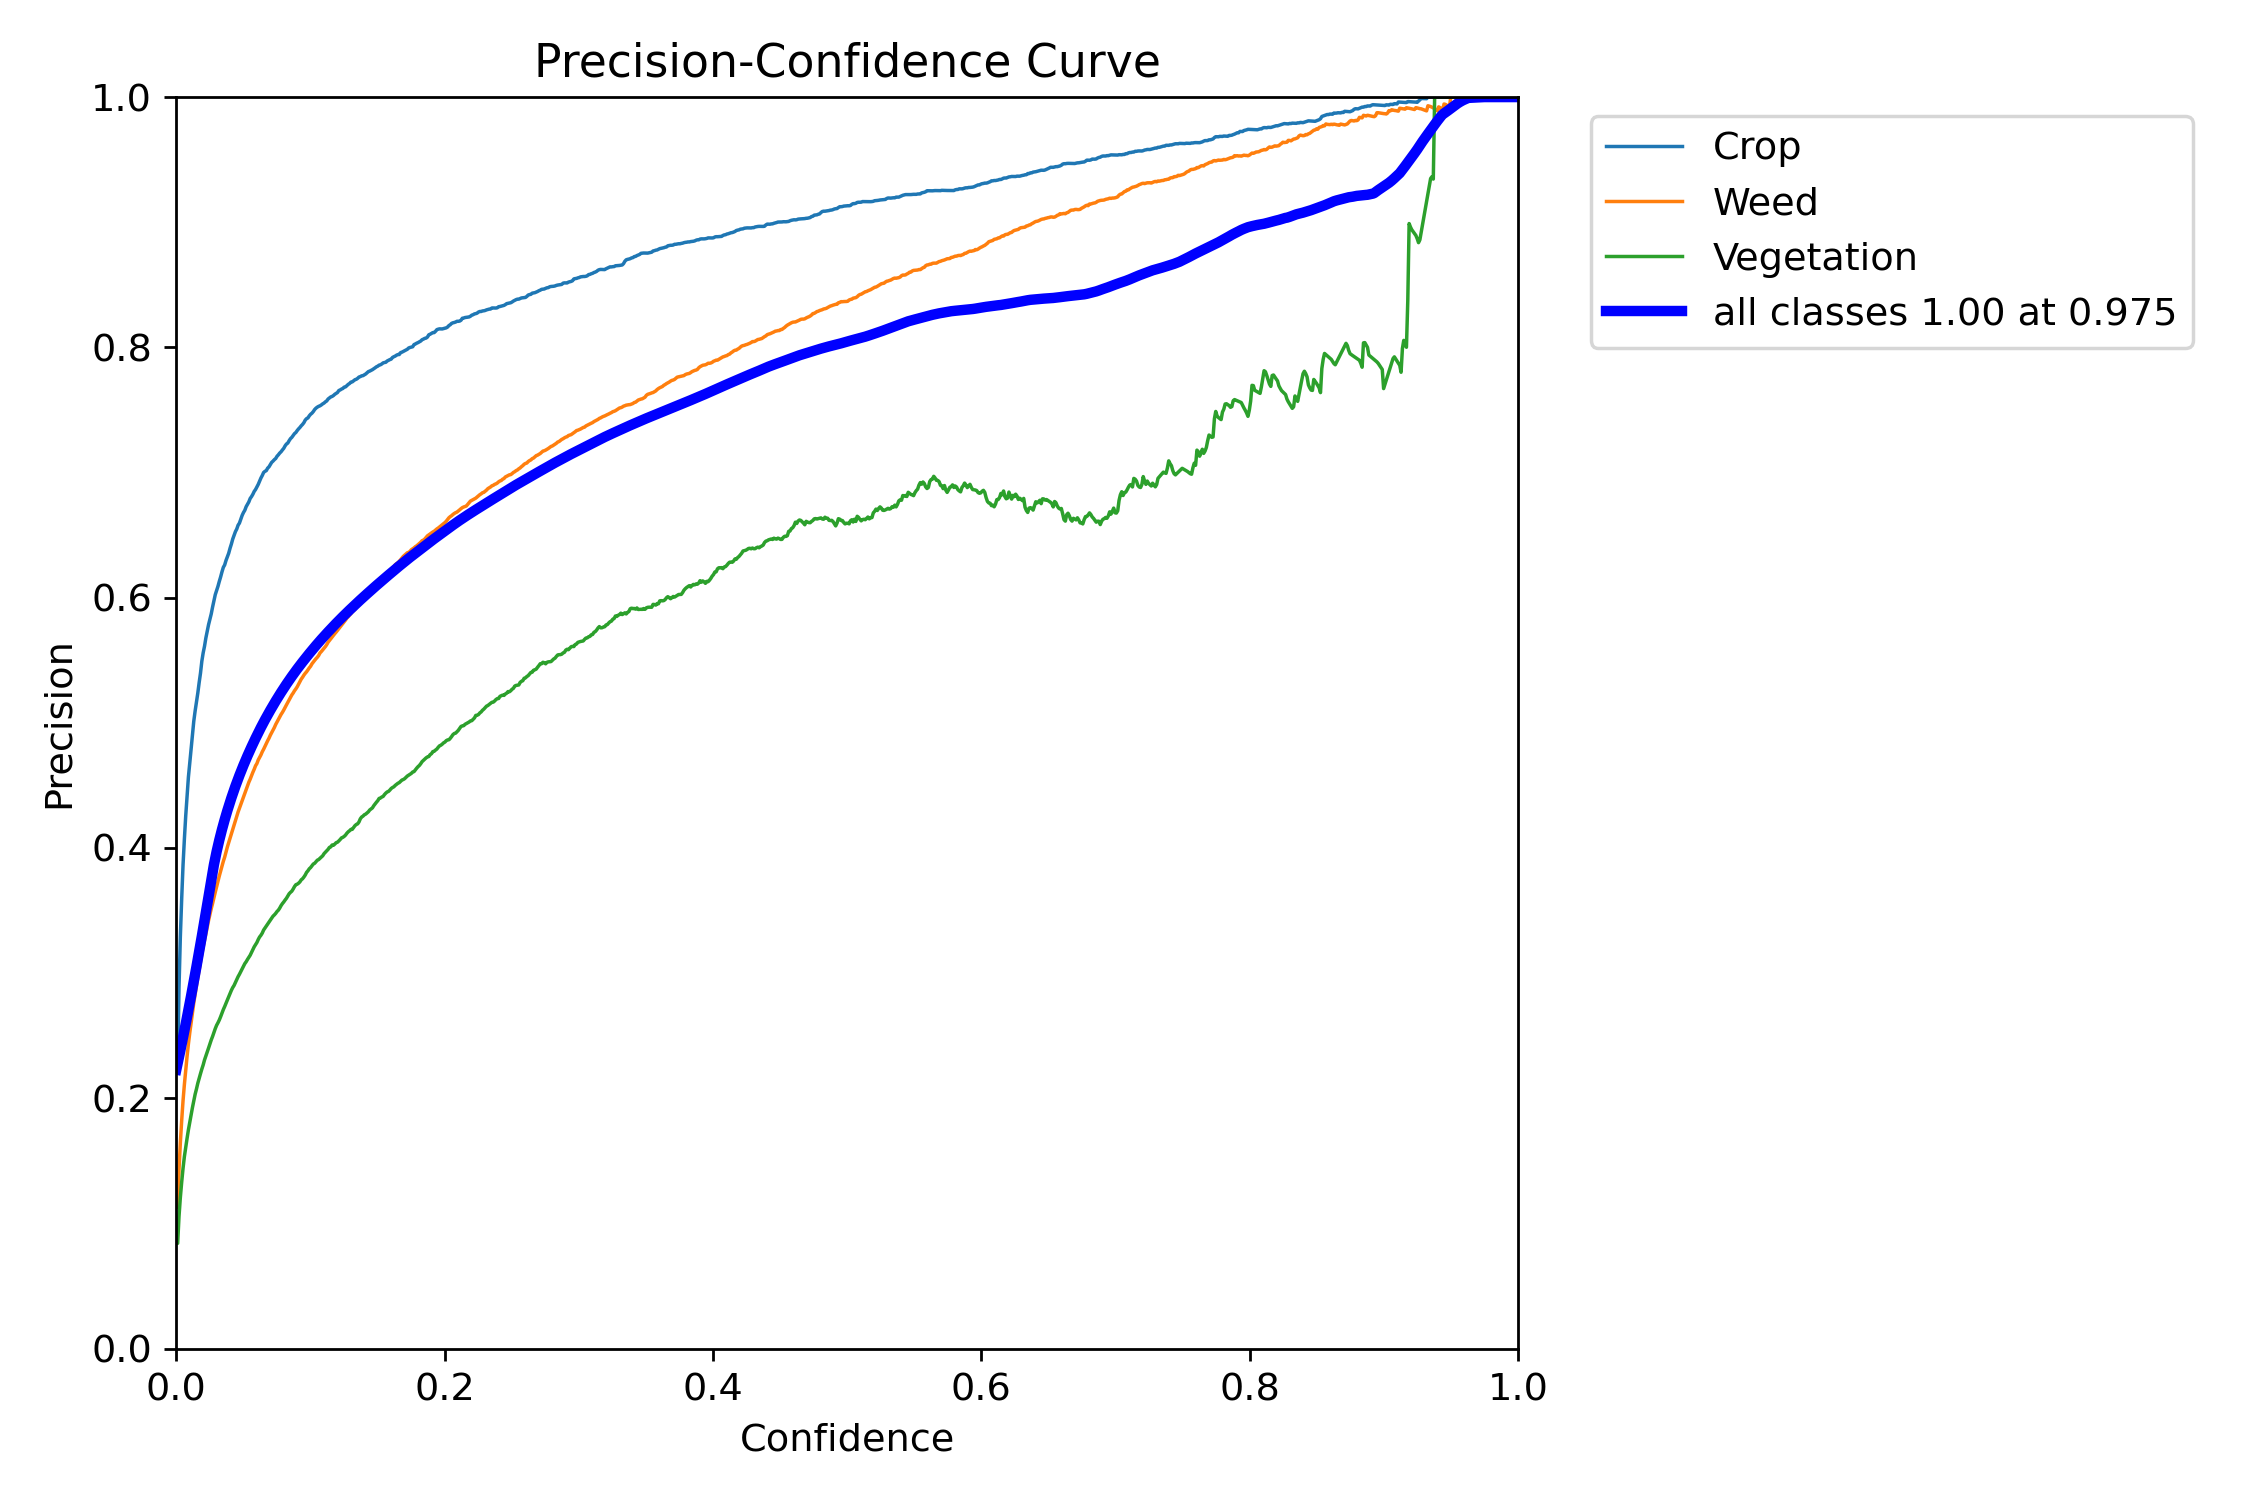 Precision-Confidence Curve
1.0
0.8
0.6
0.4
0.2
0.0
Precision
0.0 0.2 0.4 0.6 0.8 1.0
Confidence
Crop
Weed
Vegetation
all classes 1.00 at 0.975